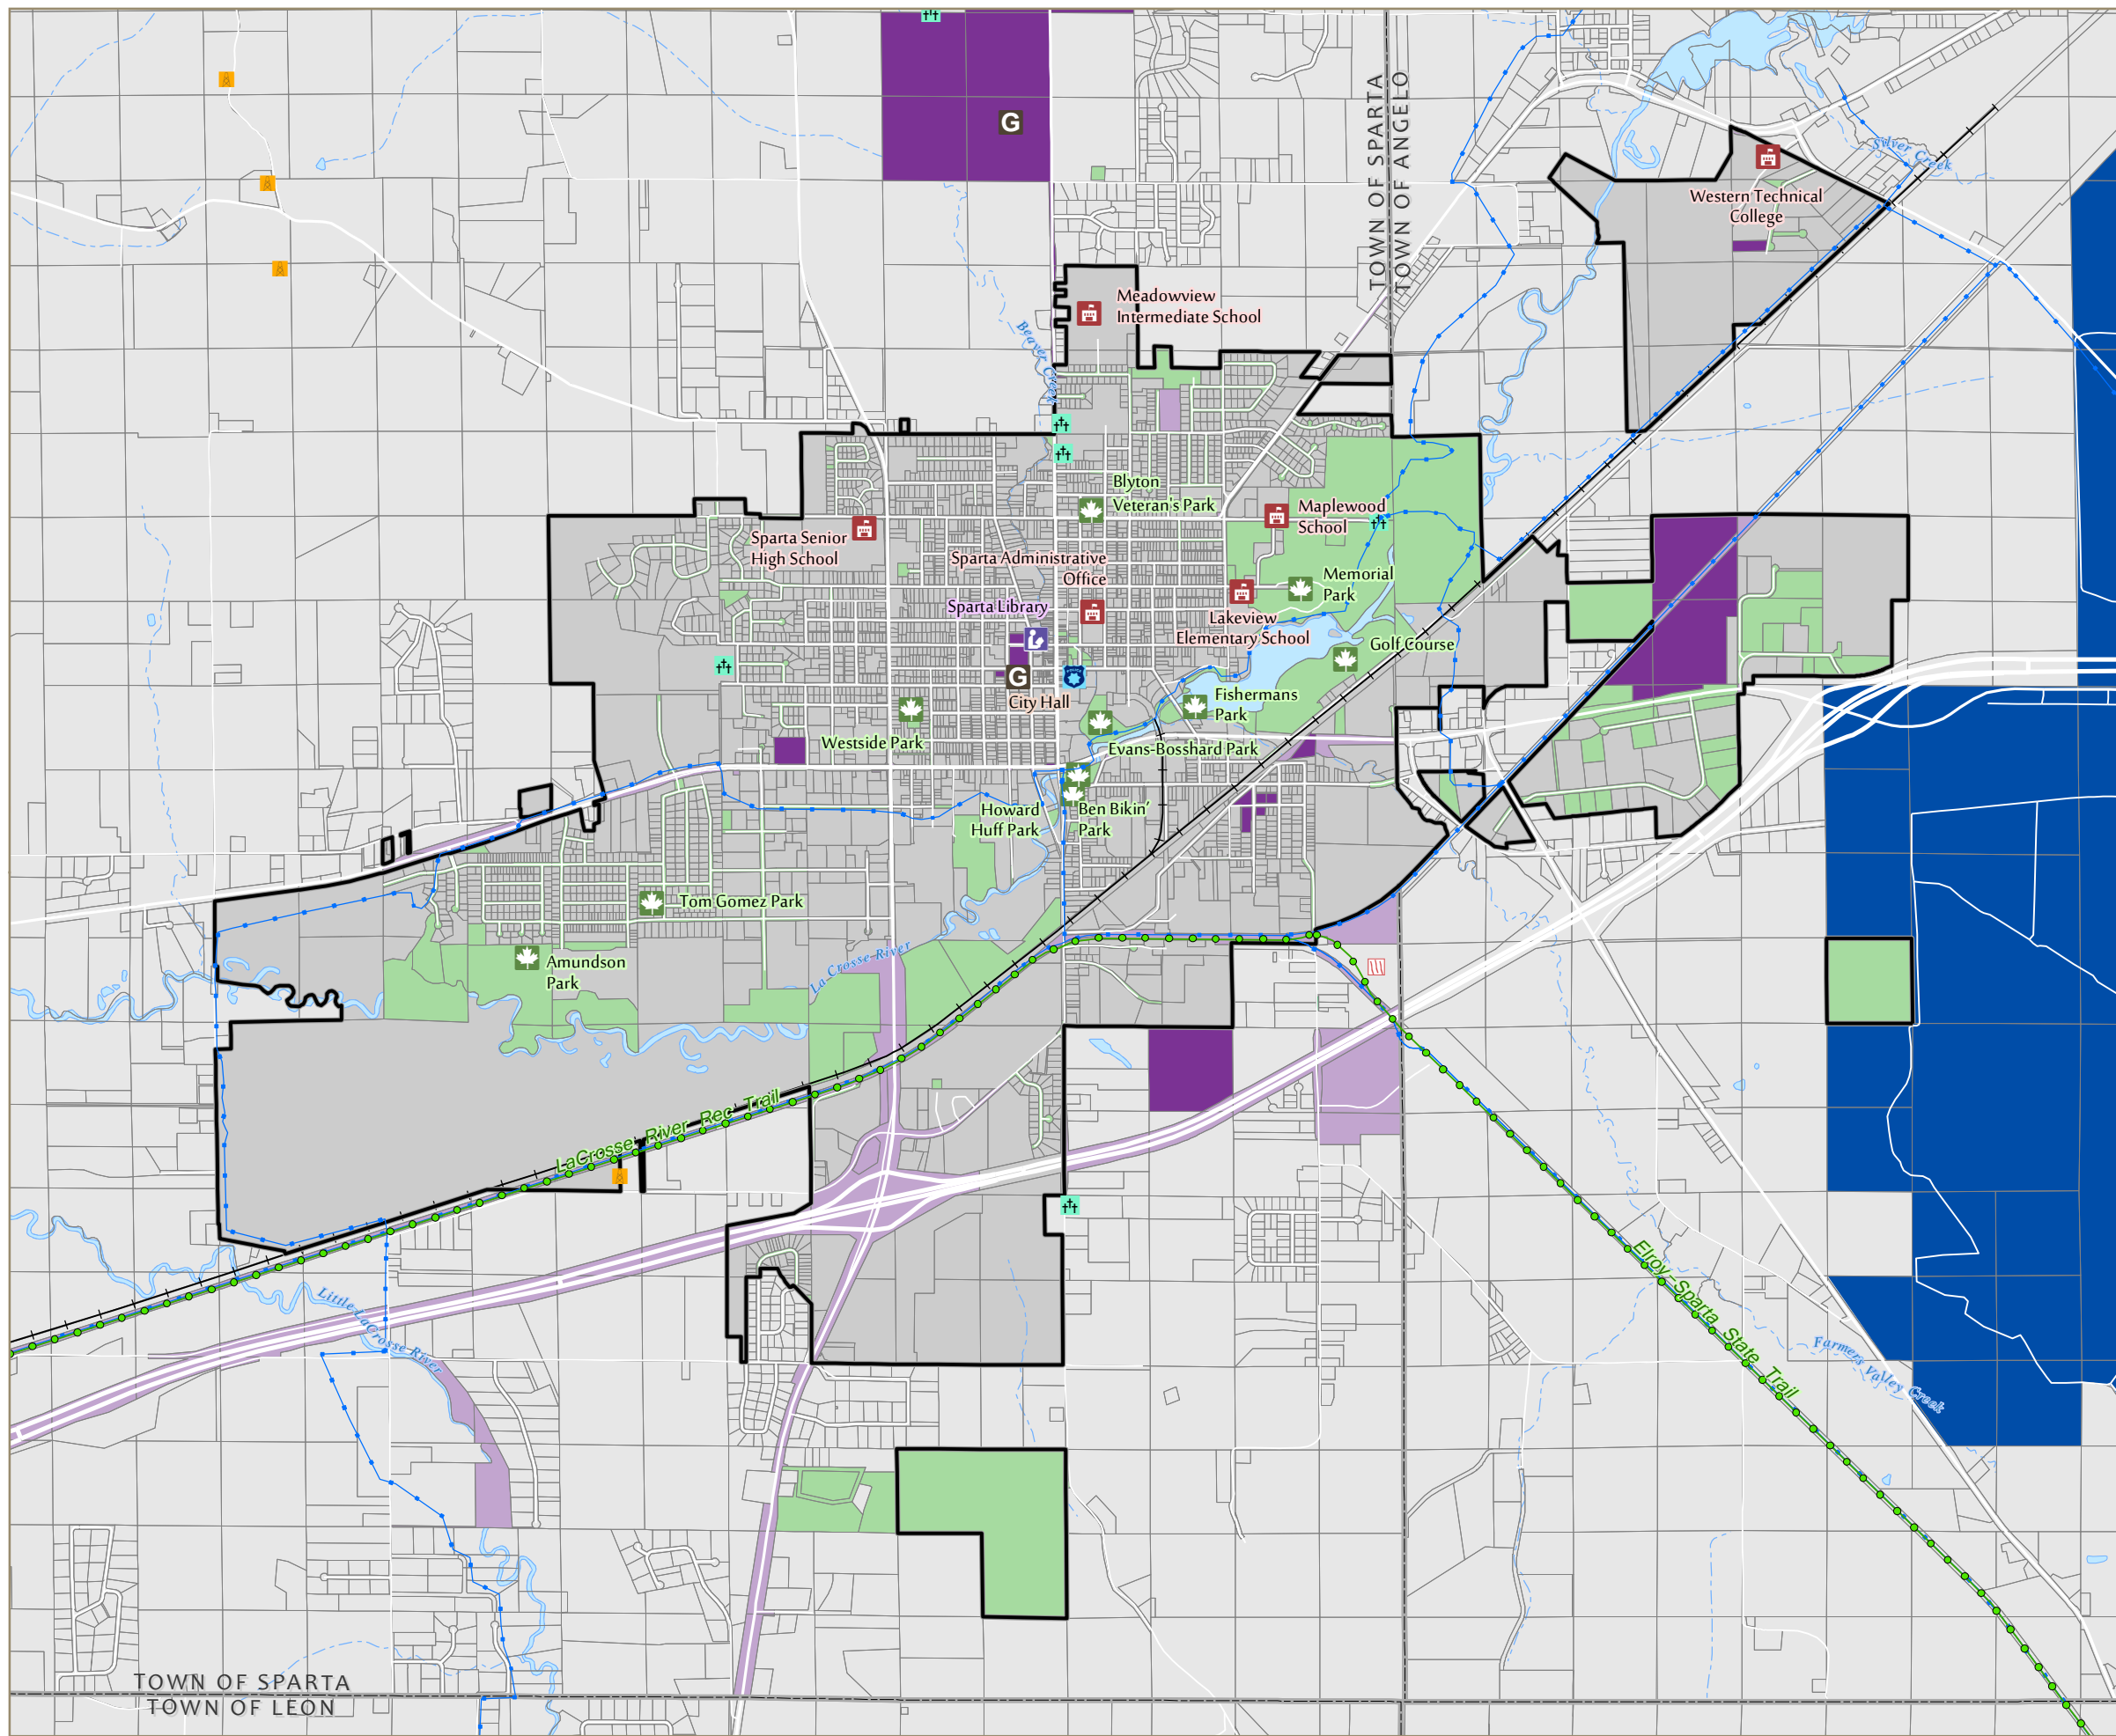 G
TOWN OF SPARTA
TOWN OF ANGELO
Silver Creek
Western Technical
College
Meadowview
Intermediate School
Beaver Creek
Blyton
Veteran's Park
Maplewood
School
Sparta Senior
High School
Sparta Administrative
Office
Memorial
Park
Sparta Library
Lakeview
Elementary School
Golf Course
G
City Hall
Fishermans
Park
Westside Park
Evans-Bosshard Park
Howard
Huff Park
Ben Bikin'
Park
Tom Gomez Park
La Crosse River
Amundson
Park
LaCrosse River Rec Trail
Elroy-Sparta State Trail
Little LaCrosse River
Farmers Valley Creek
TOWN OF SPARTA
TOWN OF LEON